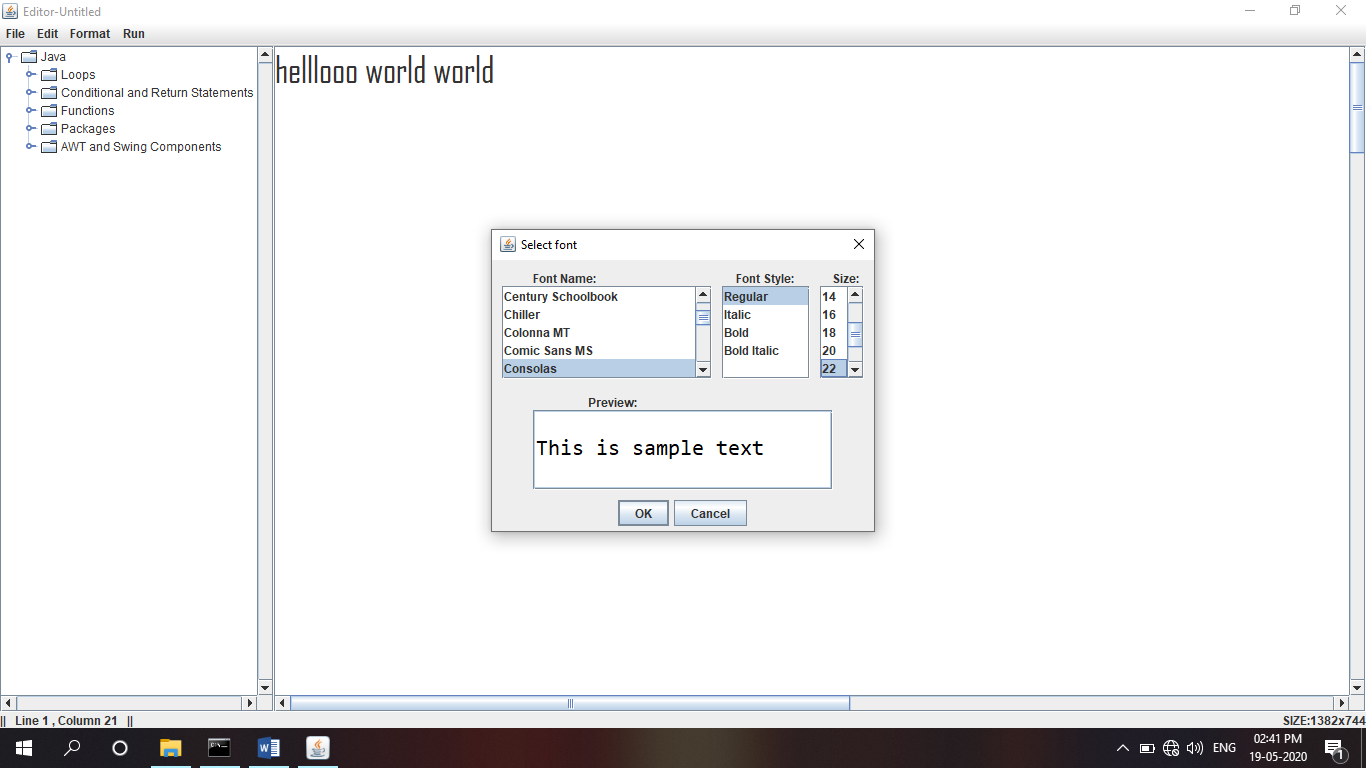 Editor-Untitled
File Edit Format Run
Java
Loops
Conditional and Return Statements
Functions
Packages
AWT and Swing Components
helllooo world world
Select font
Font Name: Font Style: Size:
Century Schoolbook Regular 14
Chiller Italic 16
Colonna MT Bold 18
Comic Sans MS Bold Italic 20
Consolas 22
Preview:
This is sample text
OK Cancel
|| Line 1 , Column 21 || SIZE:1382x744
ENG 02:41 PM
19-05-2020 1